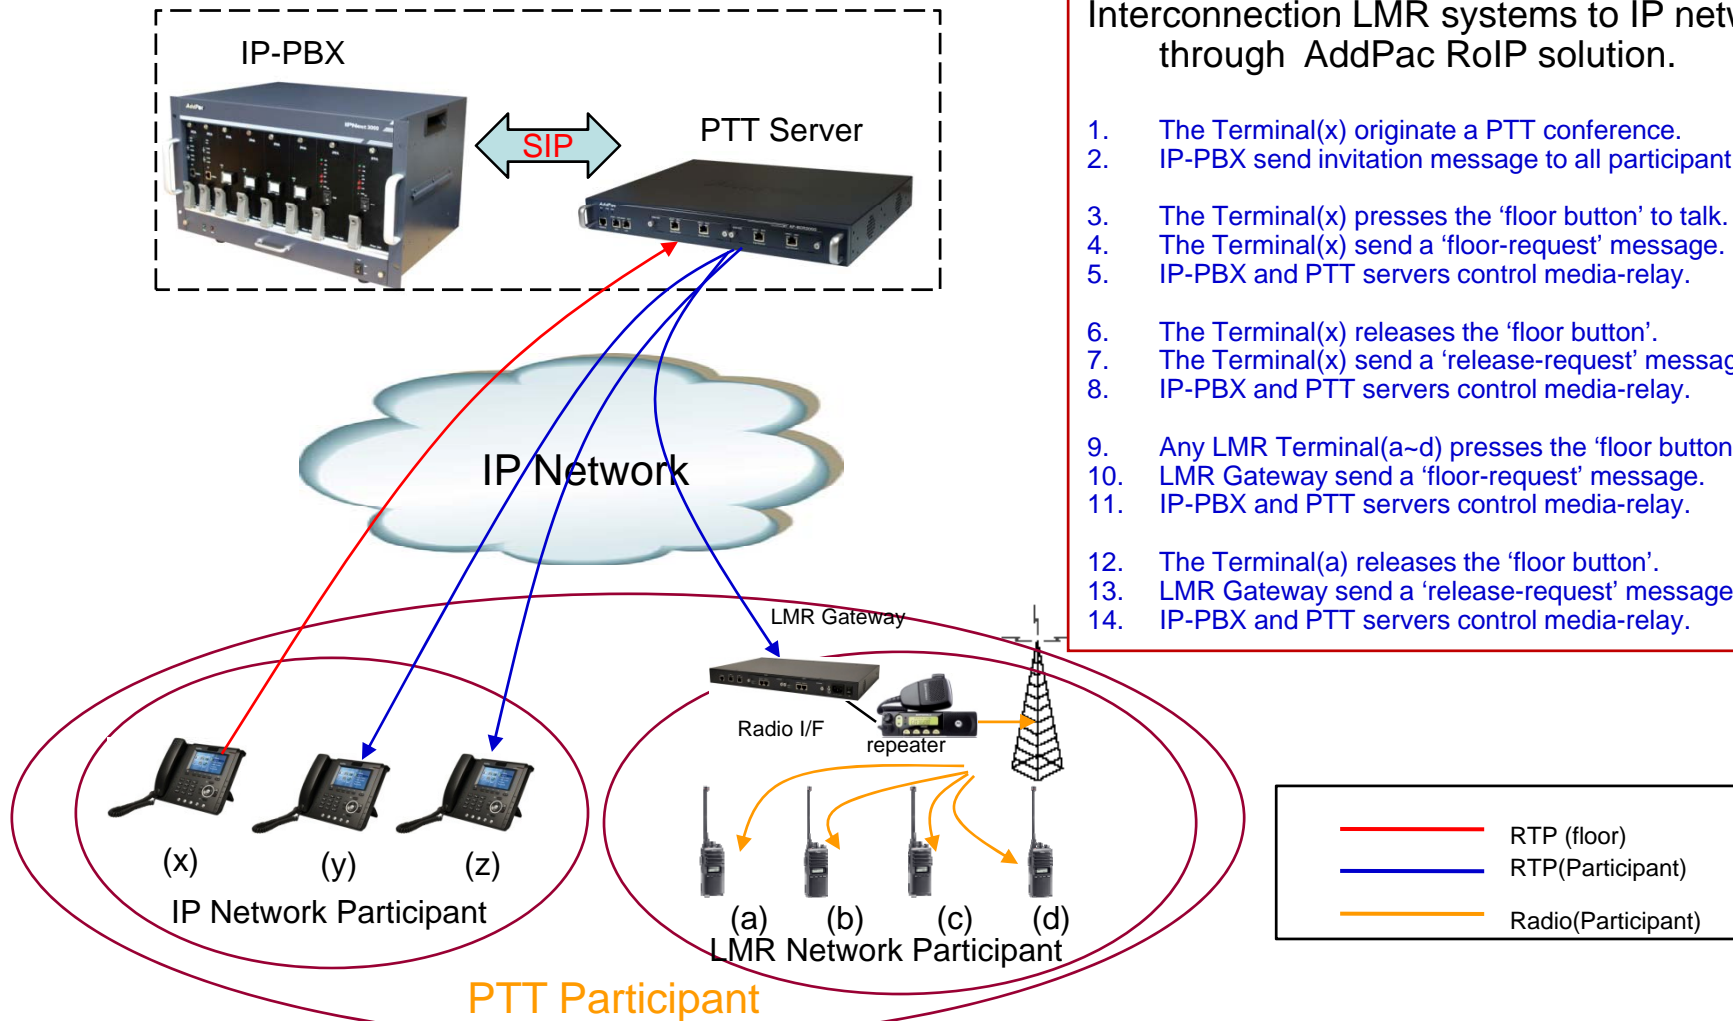 IP-PBX
SIP
PTT Server
IP Network
LMR Gateway
Radio I/F
repeater
(x)
(y)
(z)
IP Network Participant
(a)
(b)
(c)
(d)
LMR Network Participant
PTT Participant
Interconnection LMR systems to IP netw
through AddPac RoIP solution.
1. The Terminal(x) originate a PTT conference.
2. IP-PBX send invitation message to all participant
3. The Terminal(x) presses the ‘floor button’ to talk.
4. The Terminal(x) send a ‘floor-request’ message.
5. IP-PBX and PTT servers control media-relay.
6. The Terminal(x) releases the ‘floor button’.
7. The Terminal(x) send a ‘release-request’ messag
8. IP-PBX and PTT servers control media-relay.
9. Any LMR Terminal(a~d) presses the ‘floor button
10. LMR Gateway send a ‘floor-request’ message.
11. IP-PBX and PTT servers control media-relay.
12. The Terminal(a) releases the ‘floor button’.
13. LMR Gateway send a ‘release-request’ message
14. IP-PBX and PTT servers control media-relay.
RTP (floor)
RTP(Participant)
Radio(Participant)